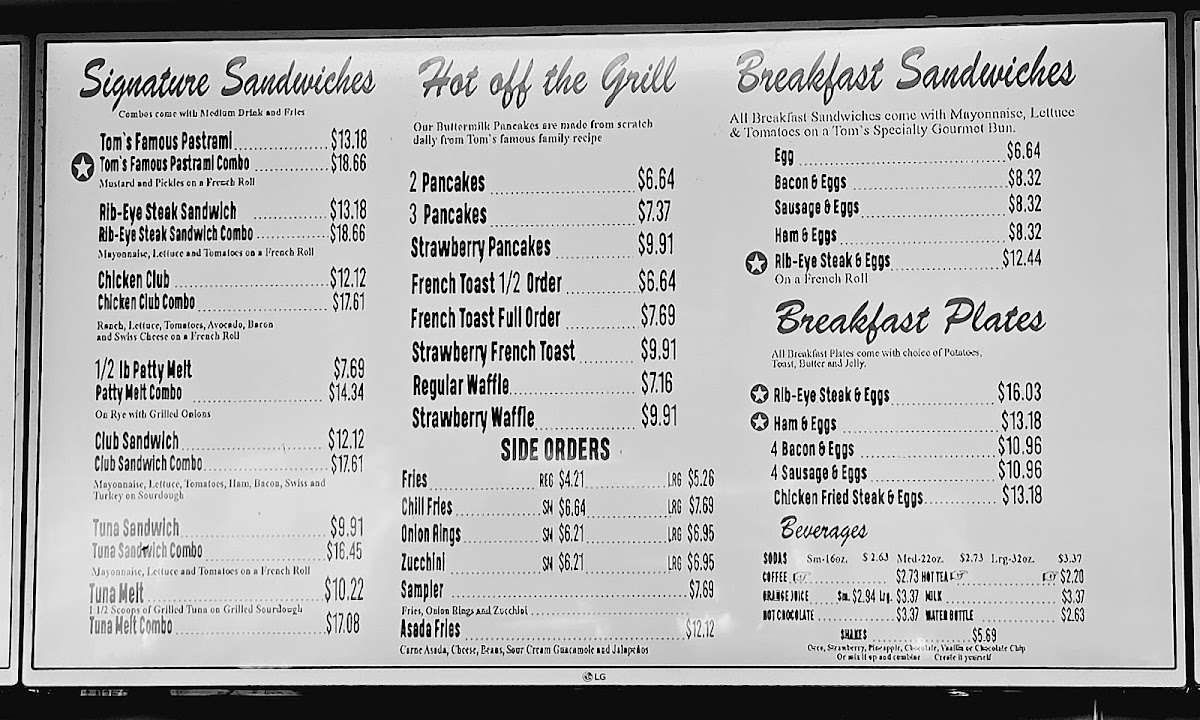 Signature Sandwiches
Combos come with Medium Drink and Fries
Tom's Famous Pastrami $13.18
Tom's Famous Pastrami Combo $18.66
Mustard and Pickles on a French Roll
Rib-Eye Steak Sandwich $13.18
Rib-Eye Steak Sandwich Combo $18.66
Mayonnaise, Lettuce and Tomatoes on a French Roll
Chicken Club $12.12
Chicken Club Combo $17.61
Ranch, Lettuce, Tomatoes, Avocado, Bacon
and Swiss Cheese on a French Roll
1/2 lb Patty Melt $7.69
Patty Melt Combo $14.34
On Rye with Grilled Onions
Club Sandwich $12.12
Club Sandwich Combo $17.61
Mayonnaise, Lettuce, Tomatoes, Ham, Bacon, Swiss and
Turkey on Sourdough
Tuna Sandwich $9.91
Tuna Sandwich Combo $16.45
Mayonnaise, Lettuce and Tomatoes on a French Roll
Tuna Melt $10.22
1 1/2 Scoops of Grilled Tuna on Grilled Sourdough
Tuna Melt Combo $17.08
Hot off the Grill
Our Buttermilk Pancakes are made from scratch
daily from Tom's famous family recipe
2 Pancakes $6.64
3 Pancakes $7.37
Strawberry Pancakes $9.91
French Toast 1/2 Order $6.64
French Toast Full Order $7.69
Strawberry French Toast $9.91
Regular Waffle $7.16
Strawberry Waffle $9.91
SIDE ORDERS
Fries REG $4.21 LRG $5.26
Chili Fries SM $6.64 LRG $7.69
Onion Rings SM $6.21 LRG $6.95
Zucchini SM $6.21 LRG $6.95
Sampler $7.69
Fries, Onion Rings and Zucchini
Asada Fries $12.12
Carne Asada, Cheese, Beans, Sour Cream Guacamole and Jalapeños
Breakfast Sandwiches
All Breakfast Sandwiches come with Mayonnaise, Lettuce
& Tomatoes on a Tom's Specialty Gourmet Bun.
Egg $6.64
Bacon & Eggs $8.32
Sausage & Eggs $8.32
Ham & Eggs $8.32
Rib-Eye Steak & Eggs $12.44
On a French Roll
Breakfast Plates
All Breakfast Plates come with choice of Potatoes,
Toast, Butter and Jelly.
Rib-Eye Steak & Eggs $16.03
Ham & Eggs $13.18
4 Bacon & Eggs $10.96
4 Sausage & Eggs $10.96
Chicken Fried Steak & Eggs $13.18
Beverages
SODAS Sm-16oz. $2.63 Med-22oz. $2.73 Lrg-32oz. $3.37
COFFEE $2.73 HOT TEA $2.20
ORANGE JUICE Sm. $2.84 Lrg. $3.37 MILK $3.37
HOT CHOCOLATE $3.37 WATER BOTTLE $2.63
SHAKES $5.69
Oreo, Strawberry, Pineapple, Chocolate, Vanilla or Chocolate Chip
Or mix it up and combine Create it yourself
LG